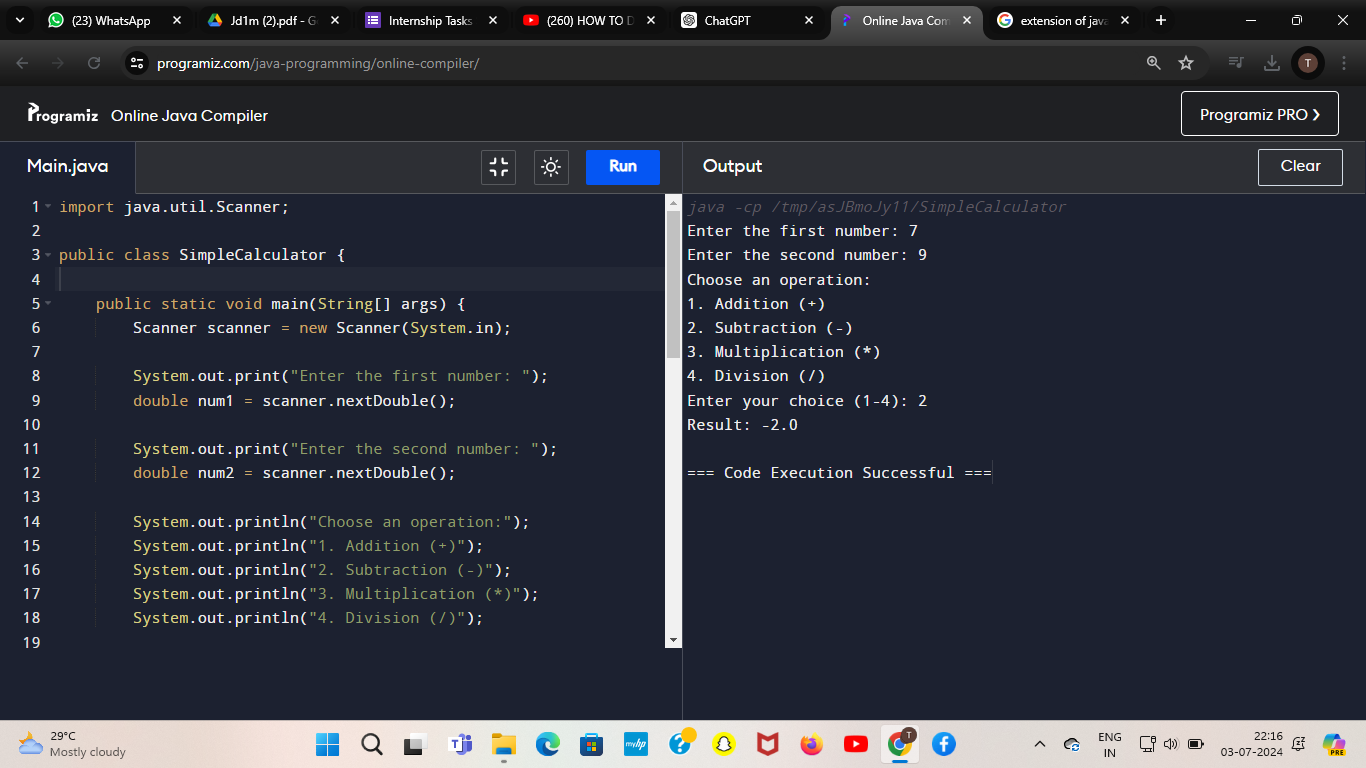 (23) WhatsApp
Jd1m (2).pdf - G
Internship Tasks
(260) HOW TO D
ChatGPT
Online Java Com
extension of java
programiz.com/java-programming/online-compiler/
T
Programiz Online Java Compiler
Programiz PRO ❯
Main.java
Run
Output
Clear
1 import java.util.Scanner;
2
3 public class SimpleCalculator {
4
5 public static void main(String[] args) {
6 Scanner scanner = new Scanner(System.in);
7
8 System.out.print("Enter the first number: ");
9 double num1 = scanner.nextDouble();
10
11 System.out.print("Enter the second number: ");
12 double num2 = scanner.nextDouble();
13
14 System.out.println("Choose an operation:");
15 System.out.println("1. Addition (+)");
16 System.out.println("2. Subtraction (-)");
17 System.out.println("3. Multiplication (*)");
18 System.out.println("4. Division (/)");
19
java -cp /tmp/asJBmoJy11/SimpleCalculator
Enter the first number: 7
Enter the second number: 9
Choose an operation:
1. Addition (+)
2. Subtraction (-)
3. Multiplication (*)
4. Division (/)
Enter your choice (1-4): 2
Result: -2.0
=== Code Execution Successful ===
29°C
Mostly cloudy
myhp
T
ENG
IN
22:16
03-07-2024
PRE